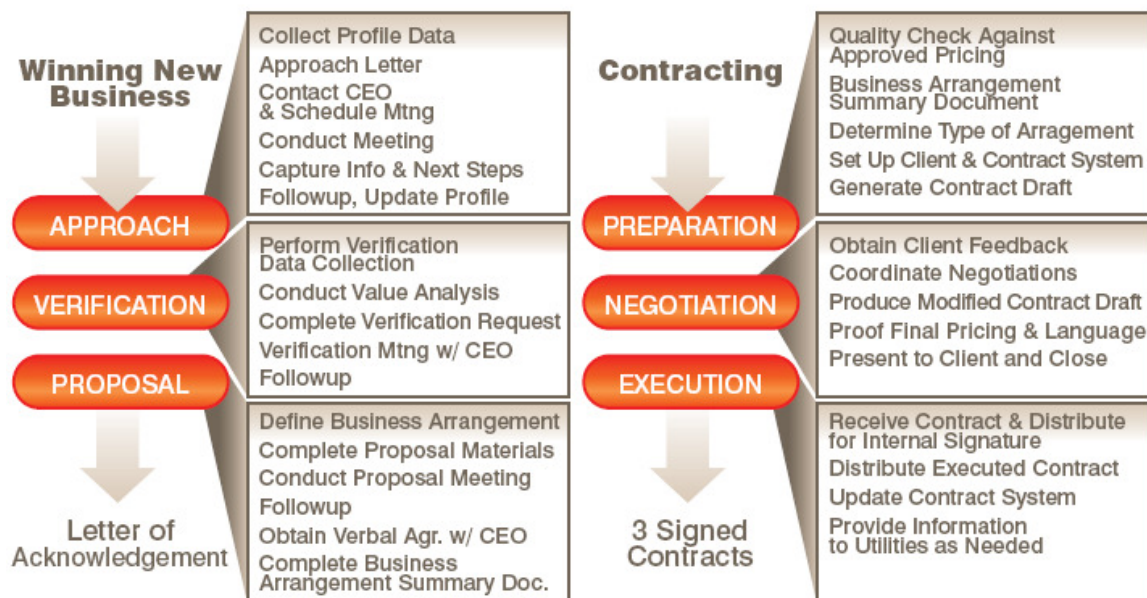 Winning New
Business
APPROACH
Collect Profile Data
Approach Letter
Contact CEO
& Schedule Mtng
Conduct Meeting
Capture Info & Next Steps
Followup, Update Profile
VERIFICATION
Perform Verification
Data Collection
Conduct Value Analysis
Complete Verification Request
Verification Mtng w/ CEO
Followup
PROPOSAL
Define Business Arrangement
Complete Proposal Materials
Conduct Proposal Meeting
Followup
Obtain Verbal Agr. w/ CEO
Complete Business
Arrangement Summary Doc.
Letter of
Acknowledgement
Contracting
PREPARATION
Quality Check Against
Approved Pricing
Business Arrangement
Summary Document
Determine Type of Arragement
Set Up Client & Contract System
Generate Contract Draft
NEGOTIATION
Obtain Client Feedback
Coordinate Negotiations
Produce Modified Contract Draft
Proof Final Pricing & Language
Present to Client and Close
EXECUTION
Receive Contract & Distribute
for Internal Signature
Distribute Executed Contract
Update Contract System
Provide Information
to Utilities as Needed
3 Signed
Contracts